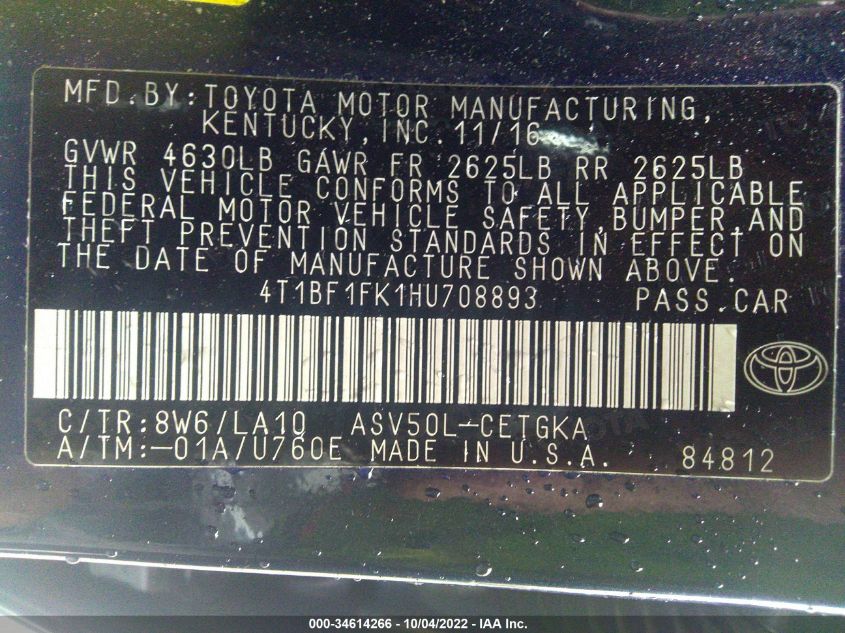 MFD.BY:TOYOTA MOTOR MANUFACTURING,
KENTUCKY,INC.11/16
GVWR 4630LB GAWR FR 2625LB RR 2625LB
THIS VEHICLE CONFORMS TO ALL APPLICABLE
FEDERAL MOTOR VEHICLE SAFETY,BUMPER,AND
THEFT PREVENTION STANDARDS IN EFFECT ON
THE DATE OF MANUFACTURE SHOWN ABOVE.
4T1BF1FK1HU708893 PASS.CAR
C/TR:8W6/LA10 ASV50L-CETGKA
A/TM:-01A/U760E MADE IN U.S.A. 84812
000-34614266 - 10/04/2022 - IAA Inc.